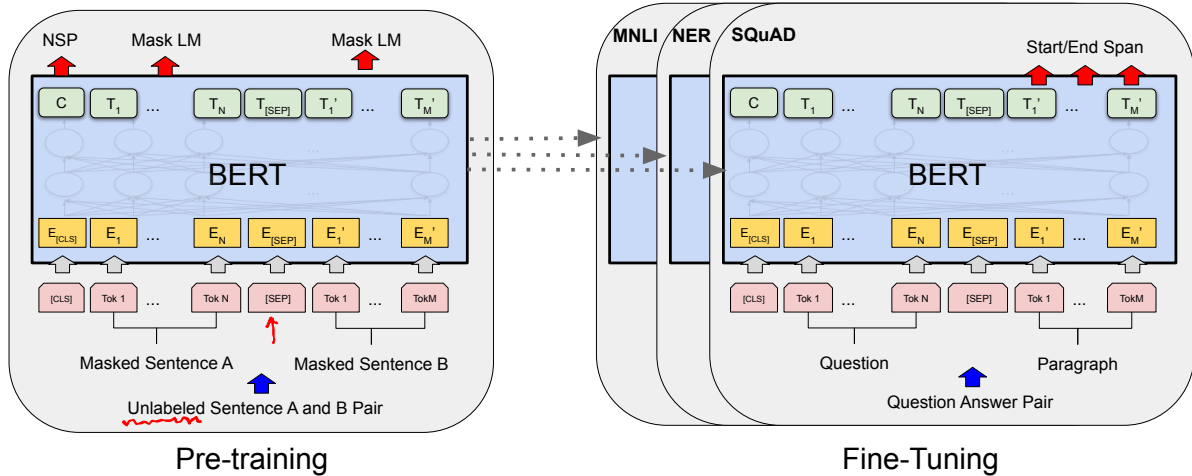 NSP Mask LM Mask LM
C T1 ... TN T[SEP] T1’ ... TM’
...
BERT
...
E[CLS] E1 ... EN E[SEP] E1’ ... EM’
[CLS] Tok 1 ... Tok N [SEP] Tok 1 ... TokM
Masked Sentence A Masked Sentence B
Unlabeled Sentence A and B Pair
Pre-training
MNLI NER SQuAD
Start/End Span
C T1 ... TN T[SEP] T1’ ... TM’
...
BERT
...
E[CLS] E1 ... EN E[SEP] E1’ ... EM’
[CLS] Tok 1 ... Tok N [SEP] Tok 1 ... TokM
Question Paragraph
Question Answer Pair
Fine-Tuning